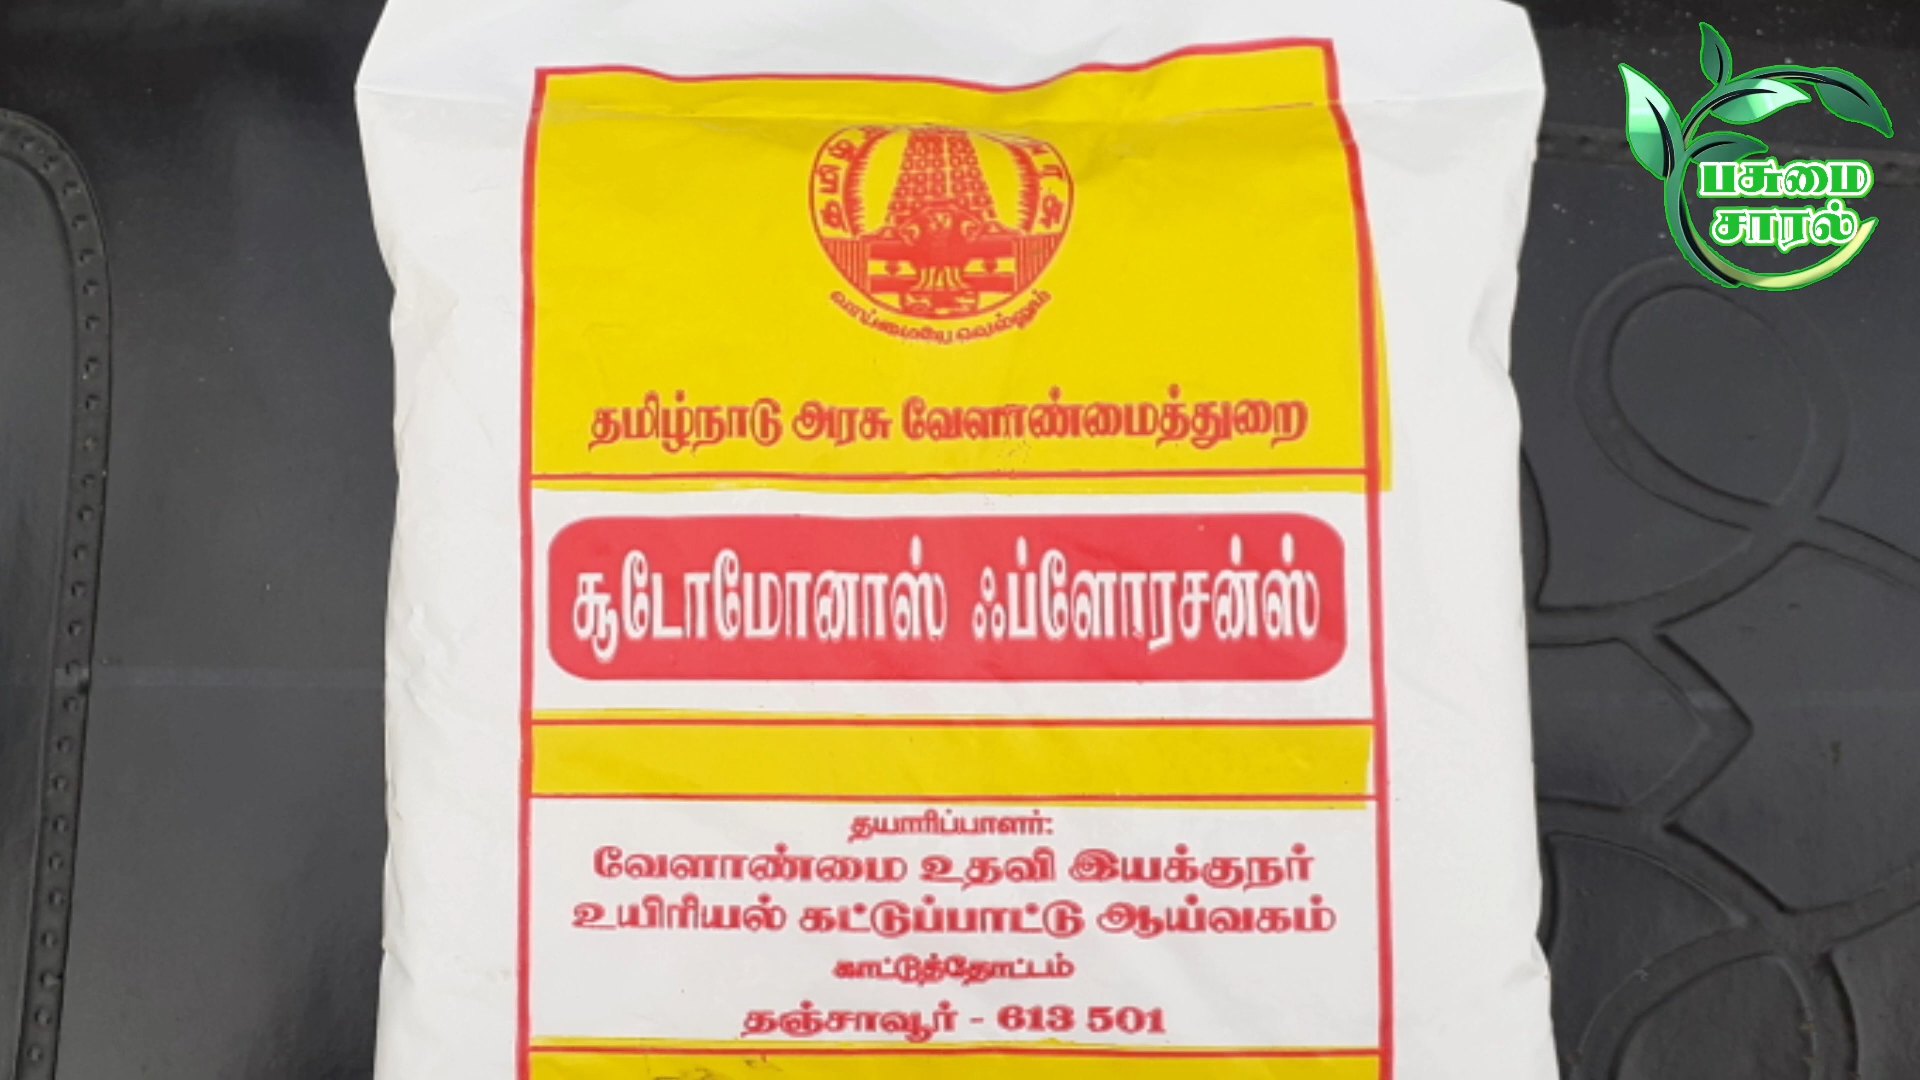 பசுமை
சாரல்
வாய்மையே வெல்லும்
தமிழ்நாடு அரசு வேளாண்மைத்துறை
சூடோமோனாஸ் ஃப்ளோரசன்ஸ்
தயாரிப்பாளர்:
வேளாண்மை உதவி இயக்குநர்
உயிரியல் கட்டுப்பாட்டு ஆய்வகம்
காட்டுத்தோட்டம்
தஞ்சாவூர் - 613 501